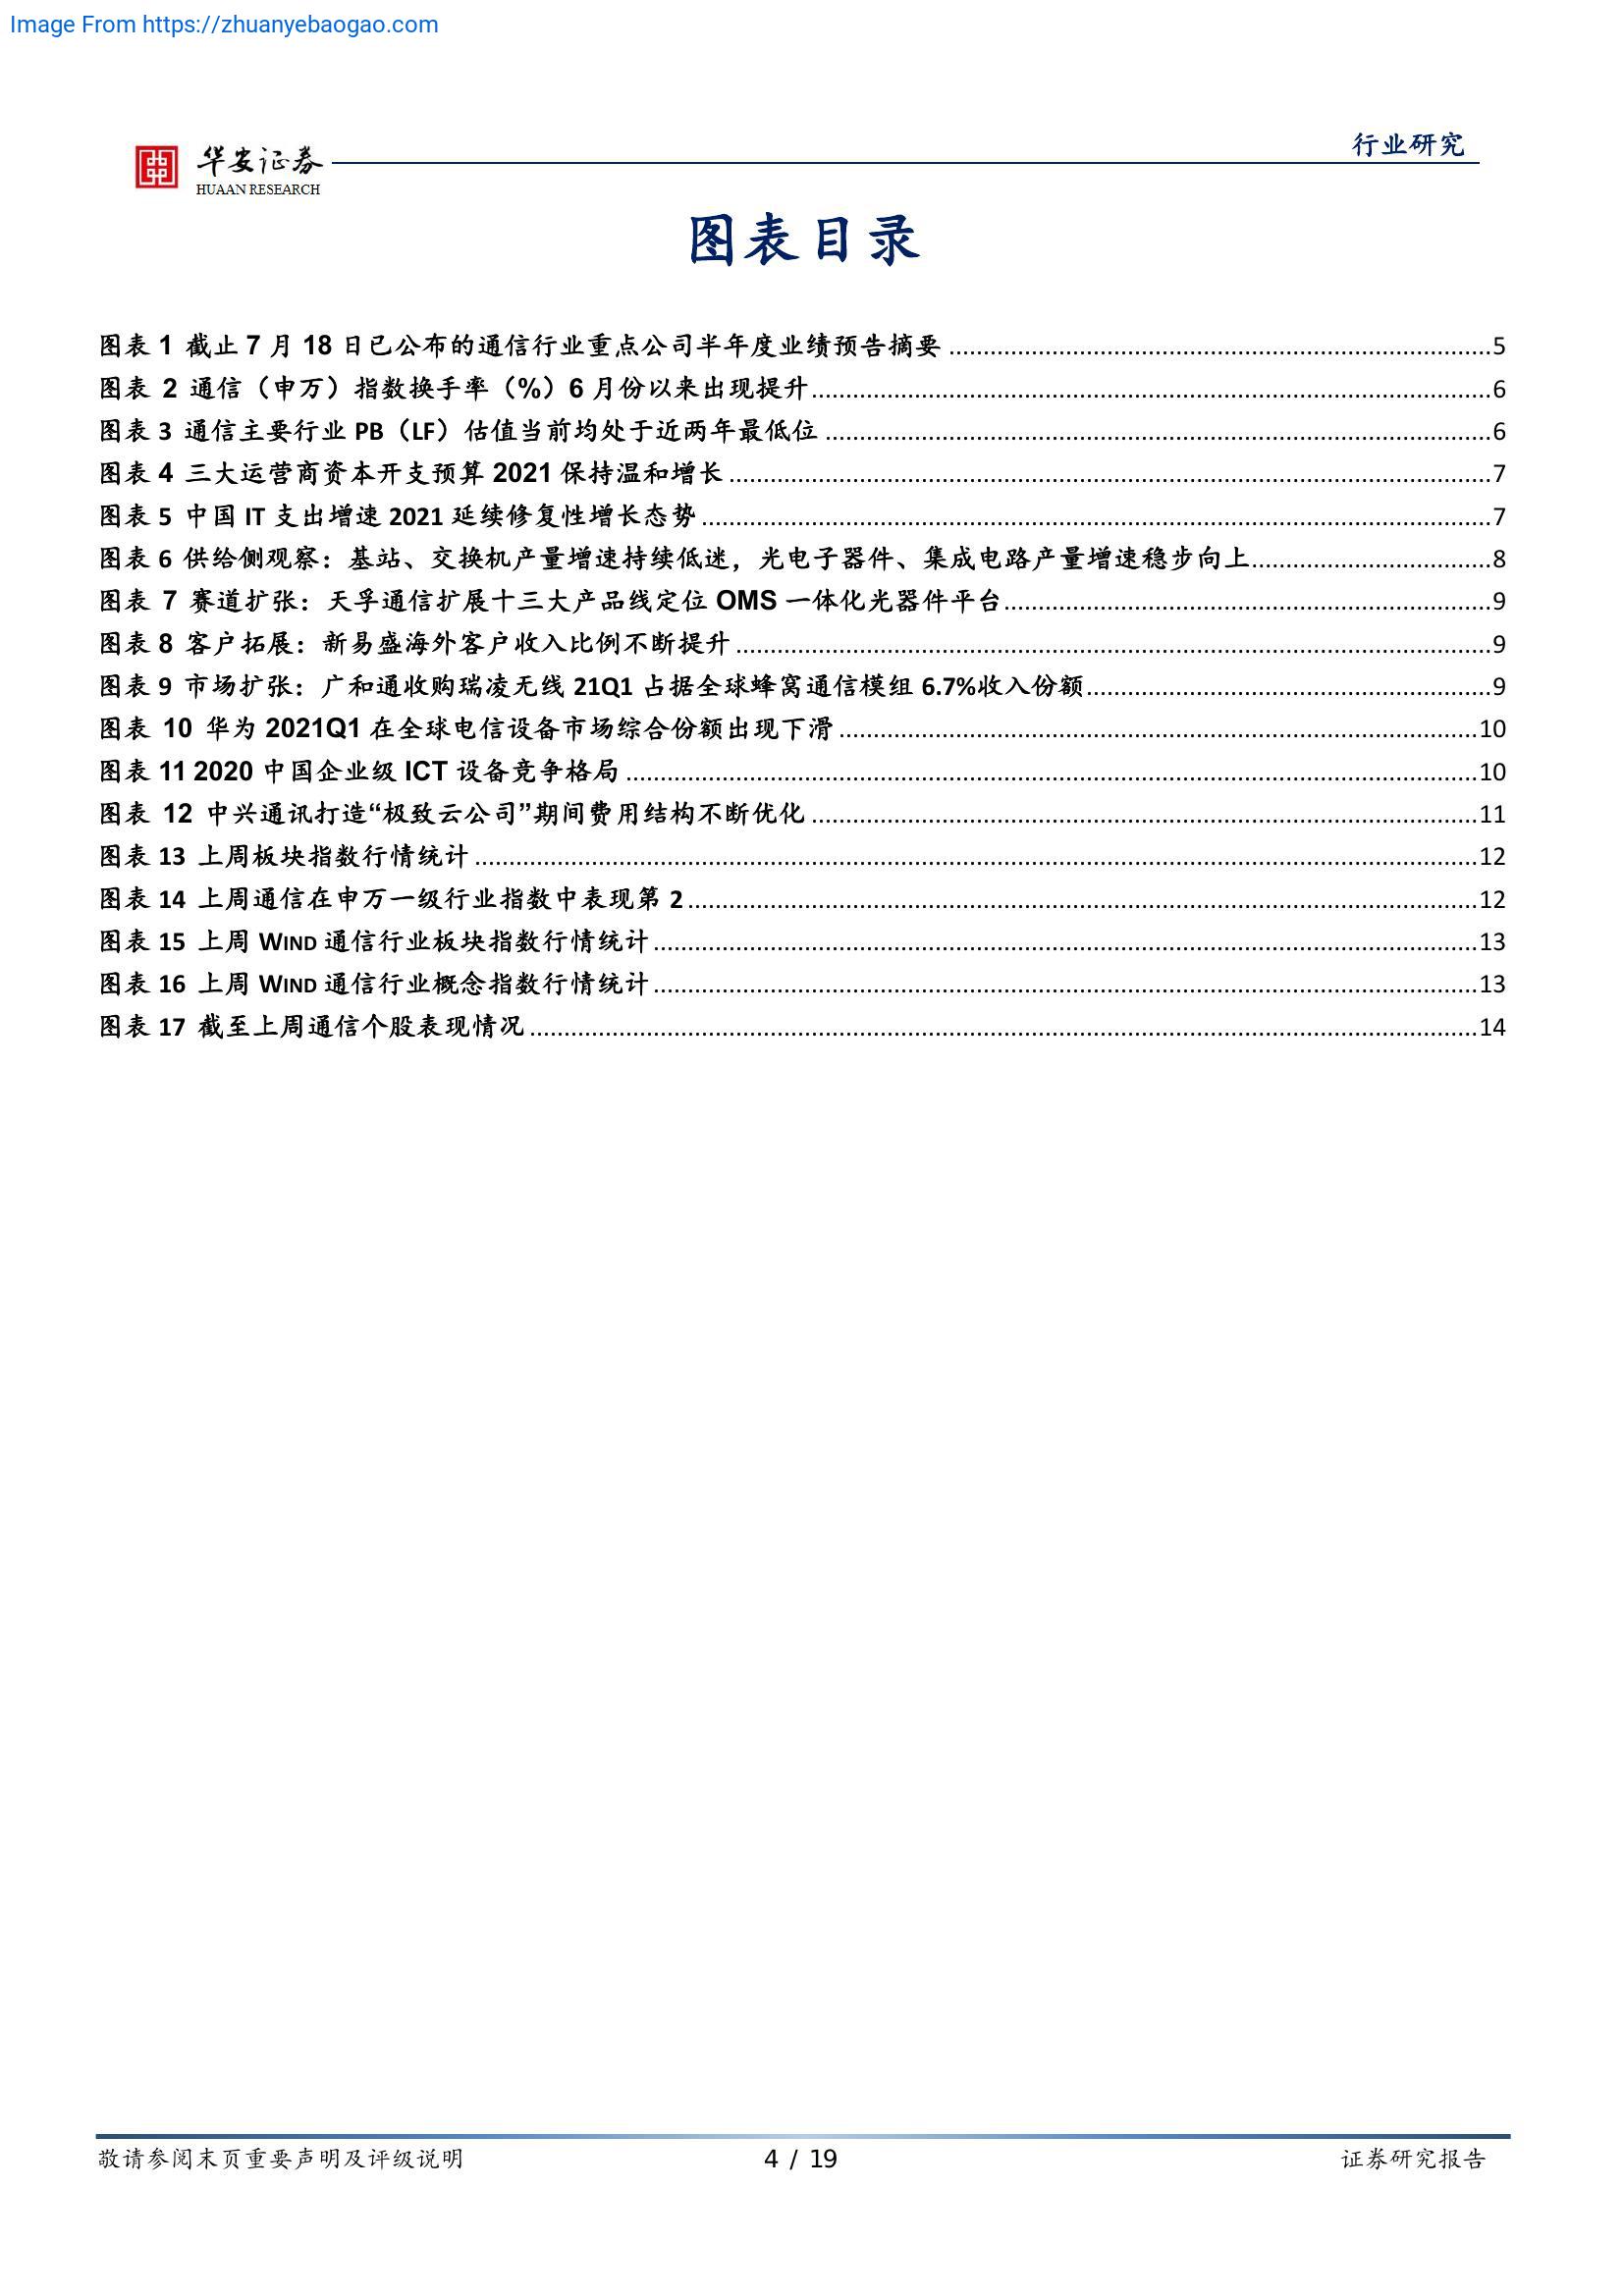 Image From https://zhuanyebaogao.com
行业研究
华安证券
HUAAN RESEARCH
图表目录
图表 1 截止 7 月 18 日已公布的通信行业重点公司半年度业绩预告摘要 ........ 5
图表 2 通信（申万）指数换手率（%）6 月份以来出现提升 ........ 6
图表 3 通信主要行业 PB（LF）估值当前均处于近两年最低位 ........ 6
图表 4 三大运营商资本开支预算 2021 保持温和增长 ........ 7
图表 5 中国 IT 支出增速 2021 延续修复性增长态势 ........ 7
图表 6 供给侧观察：基站、交换机产量增速持续低迷，光电子器件、集成电路产量增速稳步向上 ........ 8
图表 7 赛道扩张：天孚通信扩展十三大产品线定位 OMS 一体化光器件平台 ........ 9
图表 8 客户拓展：新易盛海外客户收入比例不断提升 ........ 9
图表 9 市场扩张：广和通收购瑞凌无线 21Q1 占据全球蜂窝通信模组 6.7%收入份额 ........ 9
图表 10 华为 2021Q1 在全球电信设备市场综合份额出现下滑 ........ 10
图表 11 2020 中国企业级 ICT 设备竞争格局 ........ 10
图表 12 中兴通讯打造“极致云公司”期间费用结构不断优化 ........ 11
图表 13 上周板块指数行情统计 ........ 12
图表 14 上周通信在申万一级行业指数中表现第 2 ........ 12
图表 15 上周 WIND 通信行业板块指数行情统计 ........ 13
图表 16 上周 WIND 通信行业概念指数行情统计 ........ 13
图表 17 截至上周通信个股表现情况 ........ 14
敬请参阅末页重要声明及评级说明
4 / 19
证券研究报告